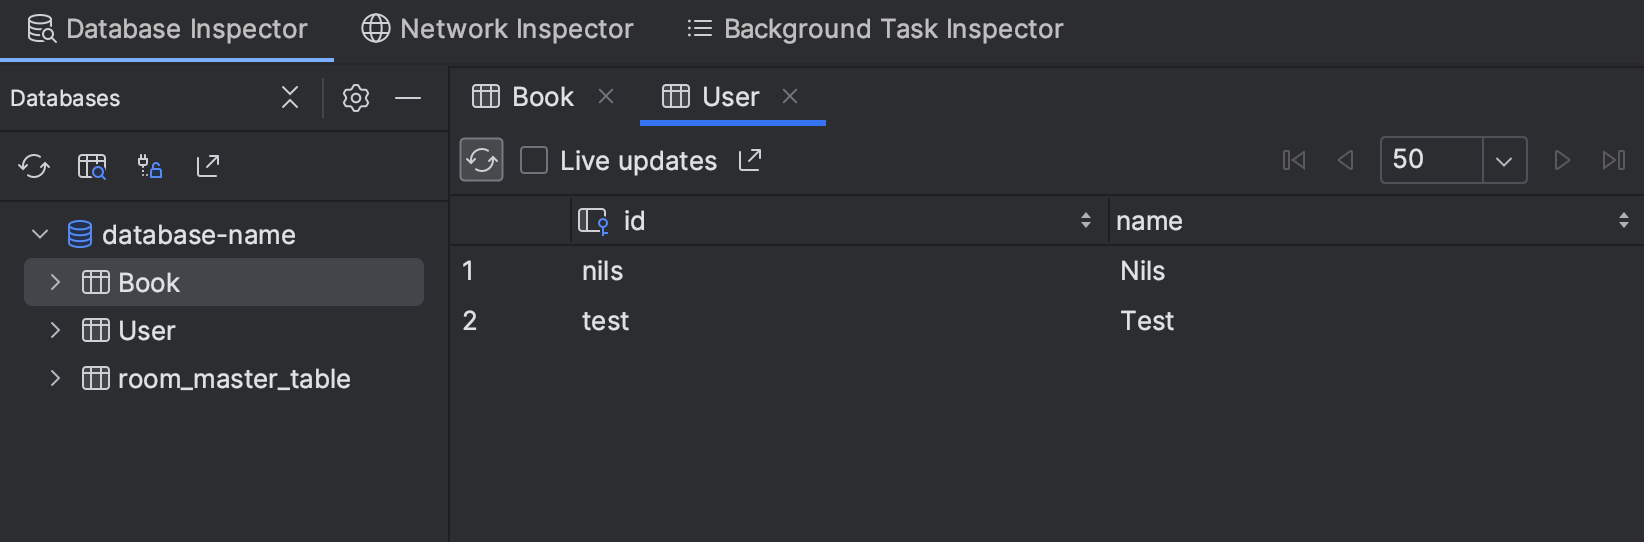 Database Inspector
Network Inspector
Background Task Inspector
Databases
database-name
Book
User
room_master_table
Book
User
Live updates
50
id name
1 nils Nils
2 test Test